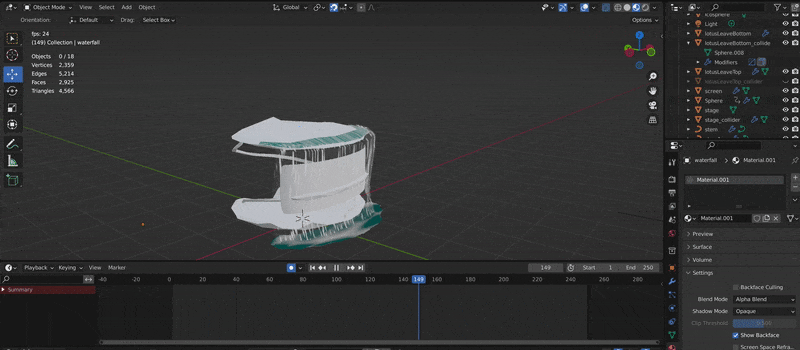 Object Mode
View
Select
Add
Object
Global
Orientation:
Default
Drag:
Select Box
Options
fps: 24
(149) Collection | waterfall
Objects 0 / 18
Vertices 2,359
Edges 5,214
Faces 2,925
Triangles 4,566
Icosphere
Light
lotusLeaveBottom
lotusLeaveBottom_collide
Sphere.008
Modifiers
lotusLeaveTop
lotusLeaveTop_collider
screen
Sphere
stage
stage_collider
stem
waterfall
Material.001
Material.001
Material.001
Preview
Surface
Volume
Settings
Backface Culling
Blend Mode
Alpha Blend
Shadow Mode
Opaque
Clip Threshold
Show Backface
Screen Space Refra...
Playback
Keying
View
Marker
149
Start 1
End 250
-40 -20 0 20 40 60 80 100 120 149 160 180 200 220 240 260 280
Summary